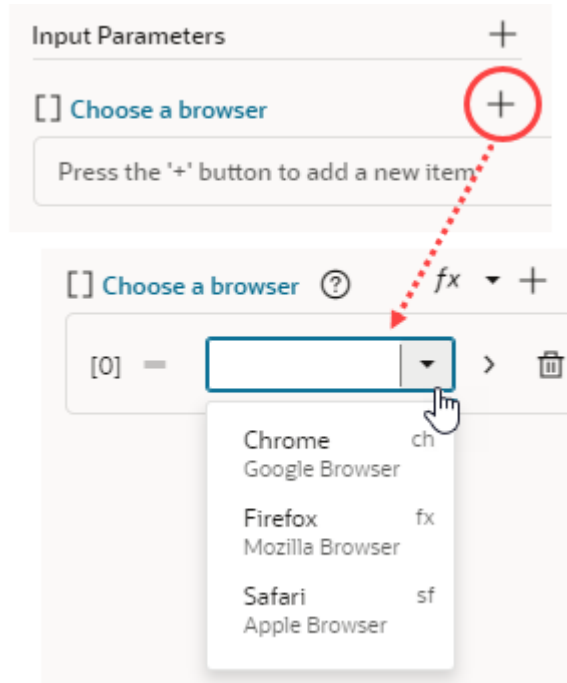 Input Parameters +
[] Choose a browser +
Press the '+' button to add a new item
[] Choose a browser ? fx +
[0] =
Chrome ch
Google Browser
Firefox fx
Mozilla Browser
Safari sf
Apple Browser